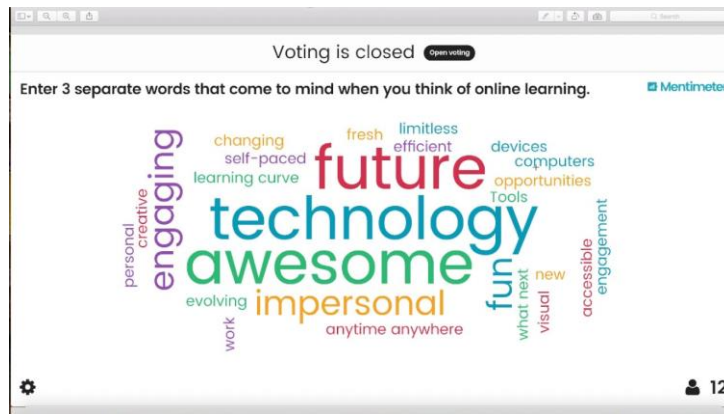 Search
Voting is closed Open voting
Enter 3 separate words that come to mind when you think of online learning.
Mentimeter
changing
fresh
limitless
efficient
self-paced
devices
computers
learning curve
future
opportunities
Tools
engaging
creative
personal
technology
awesome
engagement
accessible
fun
new
what next
visual
evolving
impersonal
work
anytime anywhere
12